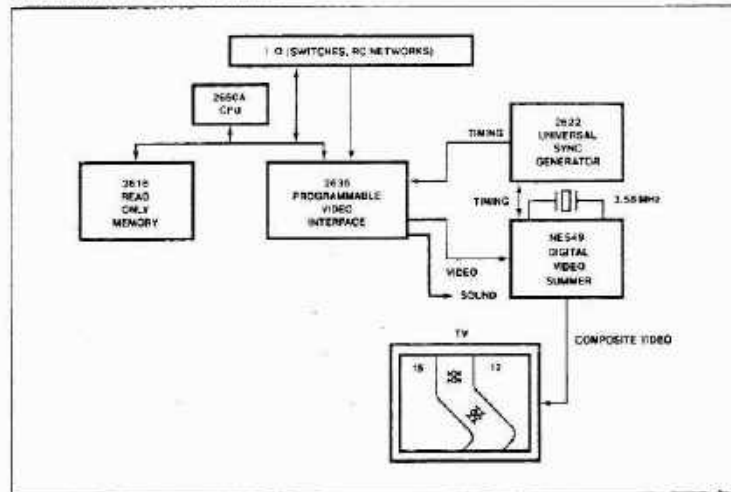 (SWITCHES, RC NETWORKS)
2650A
CPU
2616
READ
ONLY
MEMORY
2636
PROGRAMMABLE
VIDEO
INTERFACE
TIMING
2622
UNIVERSAL
SYNC
GENERATOR
TIMING
3.58 MHz
NE549
DIGITAL
VIDEO
SUMMER
VIDEO
SOUND
COMPOSITE VIDEO
TV
15
12